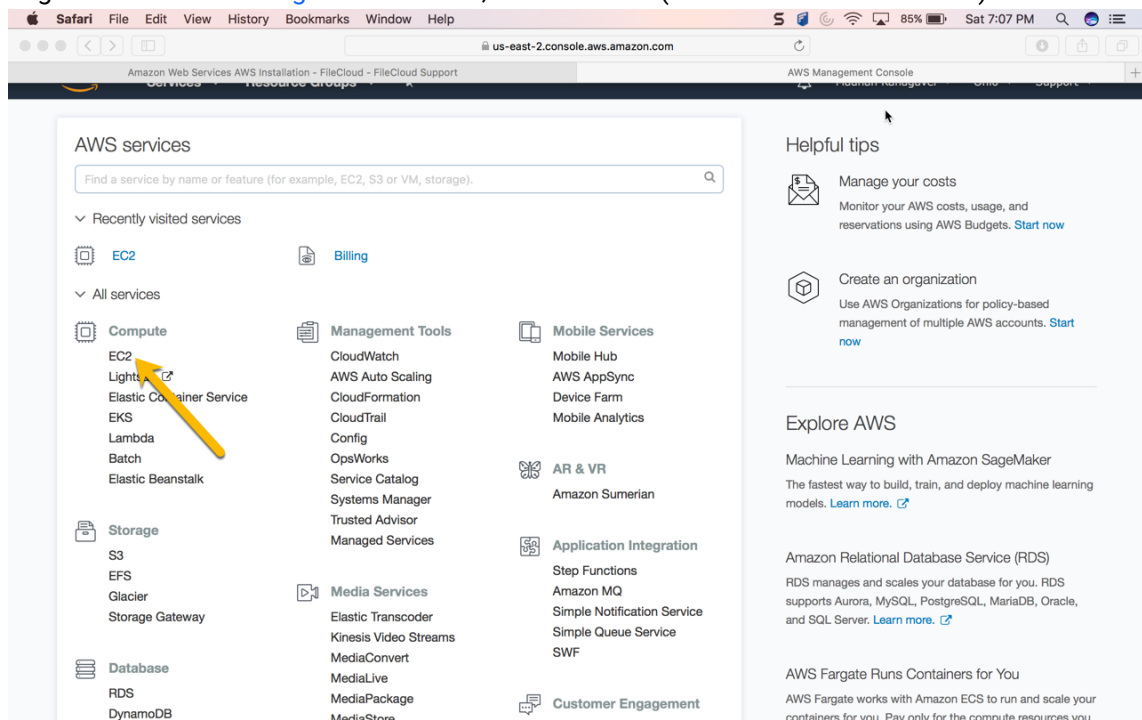 Safari File Edit View History Bookmarks Window Help 85% Sat 7:07 PM
us-east-2.console.aws.amazon.com
Amazon Web Services AWS Installation - FileCloud - FileCloud Support
AWS Management Console
Services Resource Groups
Ohio Support
AWS services
Find a service by name or feature (for example, EC2, S3 or VM, storage).
Recently visited services
EC2
Billing
All services
Compute
EC2
Elastic Container Service
EKS
Lambda
Batch
Elastic Beanstalk
Storage
S3
EFS
Glacier
Storage Gateway
Database
RDS
DynamoDB
Management Tools
CloudWatch
AWS Auto Scaling
CloudFormation
CloudTrail
Config
OpsWorks
Service Catalog
Systems Manager
Trusted Advisor
Managed Services
Media Services
Elastic Transcoder
Kinesis Video Streams
MediaConvert
MediaLive
MediaPackage
MediaStore
Mobile Services
Mobile Hub
AWS AppSync
Device Farm
Mobile Analytics
AR & VR
Amazon Sumerian
Application Integration
Step Functions
Amazon MQ
Simple Notification Service
Simple Queue Service
SWF
Customer Engagement
Helpful tips
Manage your costs
Monitor your AWS costs, usage, and
reservations using AWS Budgets. Start now
Create an organization
Use AWS Organizations for policy-based
management of multiple AWS accounts. Start
now
Explore AWS
Machine Learning with Amazon SageMaker
The fastest way to build, train, and deploy machine learning
models. Learn more.
Amazon Relational Database Service (RDS)
RDS manages and scales your database for you. RDS
supports Aurora, MySQL, PostgreSQL, MariaDB, Oracle,
and SQL Server. Learn more.
AWS Fargate Runs Containers for You
AWS Fargate works with Amazon ECS to run and scale your
containers for you. Pay only for the compute resources you